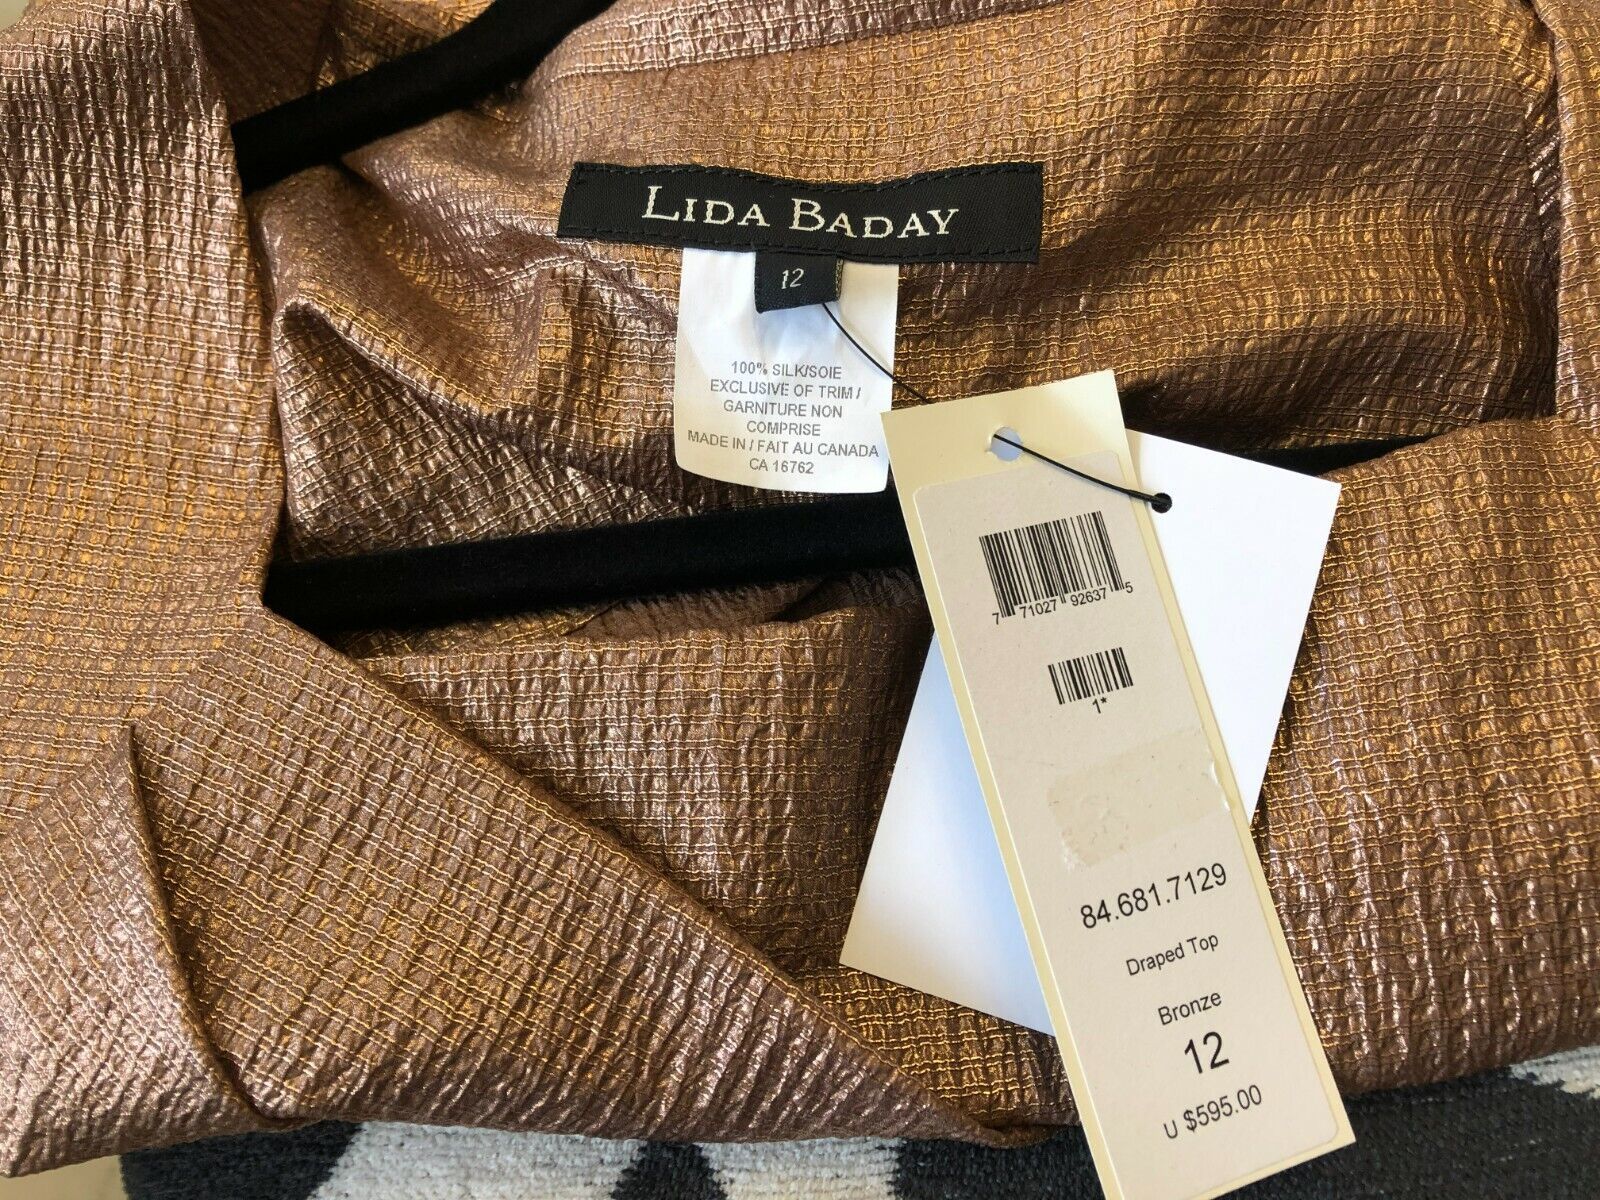 LIDA BADAY
12
100% SILK/SOIE
EXCLUSIVE OF TRIM /
GARNITURE NON
COMPRISE
MADE IN / FAIT AU CANADA
CA 16762
7 71027 92637 5
1*
84.681.7129
Draped Top
Bronze
12
U $595.00